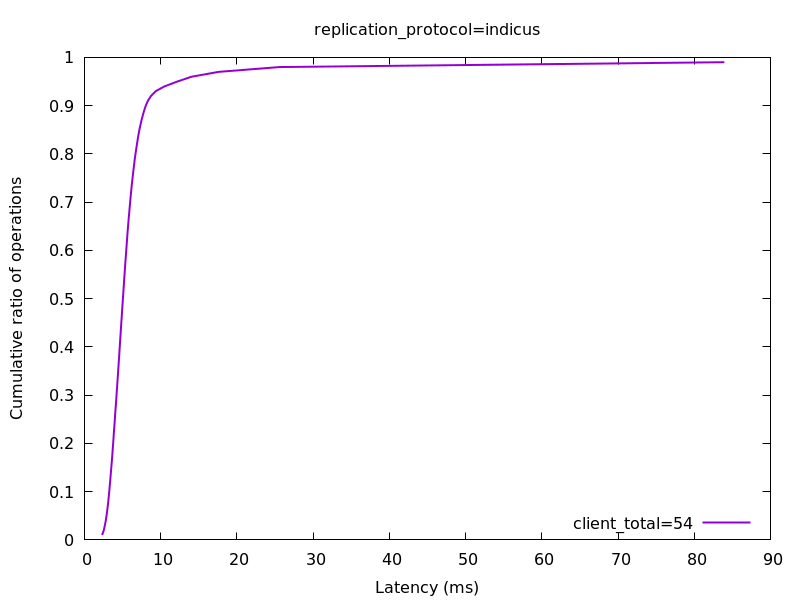 replication_protocol=indicus
1
0.9
0.8
0.7
0.6
0.5
0.4
0.3
0.2
0.1
0
Cumulative ratio of operations
client_total=54
0 10 20 30 40 50 60 70 80 90
Latency (ms)